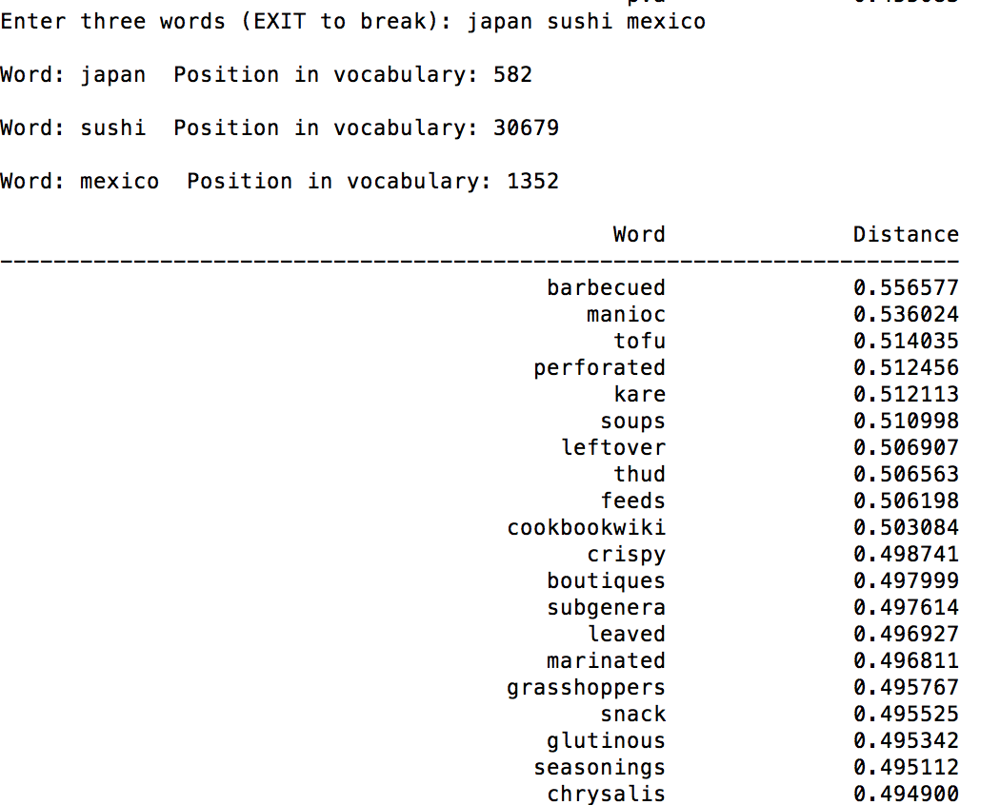 Enter three words (EXIT to break): japan sushi mexico
Word: japan  Position in vocabulary: 582
Word: sushi  Position in vocabulary: 30679
Word: mexico  Position in vocabulary: 1352
Word Distance
------------------------------------------------------------------------
barbecued 0.556577
manioc 0.536024
tofu 0.514035
perforated 0.512456
kare 0.512113
soups 0.510998
leftover 0.506907
thud 0.506563
feeds 0.506198
cookbookwiki 0.503084
crispy 0.498741
boutiques 0.497999
subgenera 0.497614
leaved 0.496927
marinated 0.496811
grasshoppers 0.495767
snack 0.495525
glutinous 0.495342
seasonings 0.495112
chrysalis 0.494900